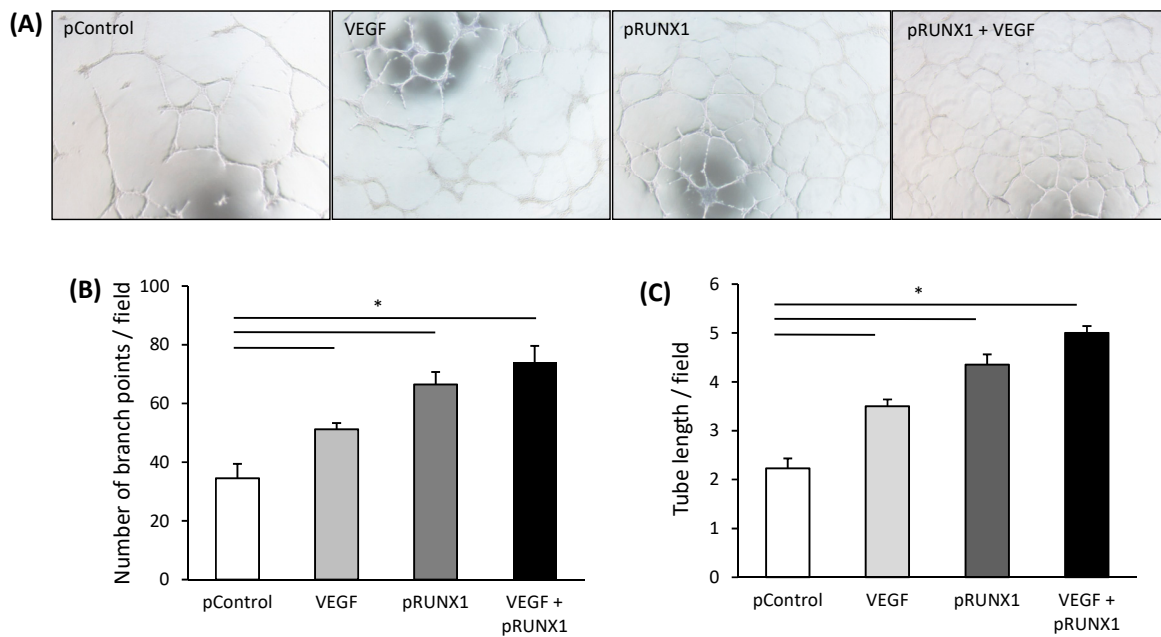 (A)
pControl
VEGF
pRUNX1
pRUNX1 + VEGF
(B)
Number of branch points / field
100
80
60
40
20
0
*
pControl
VEGF
pRUNX1
VEGF +
pRUNX1
(C)
Tube length / field
6
5
4
3
2
1
0
*
pControl
VEGF
pRUNX1
VEGF +
pRUNX1